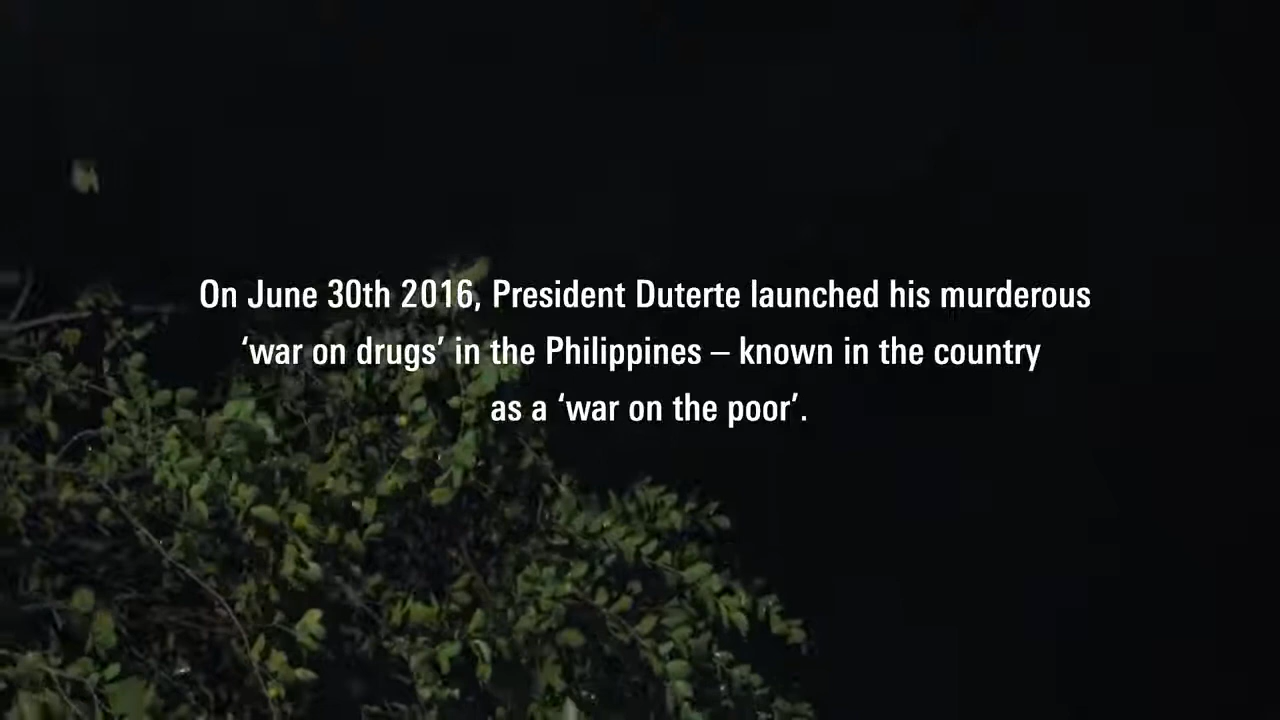 On June 30th 2016, President Duterte launched his murderous
‘war on drugs’ in the Philippines – known in the country
as a ‘war on the poor’.